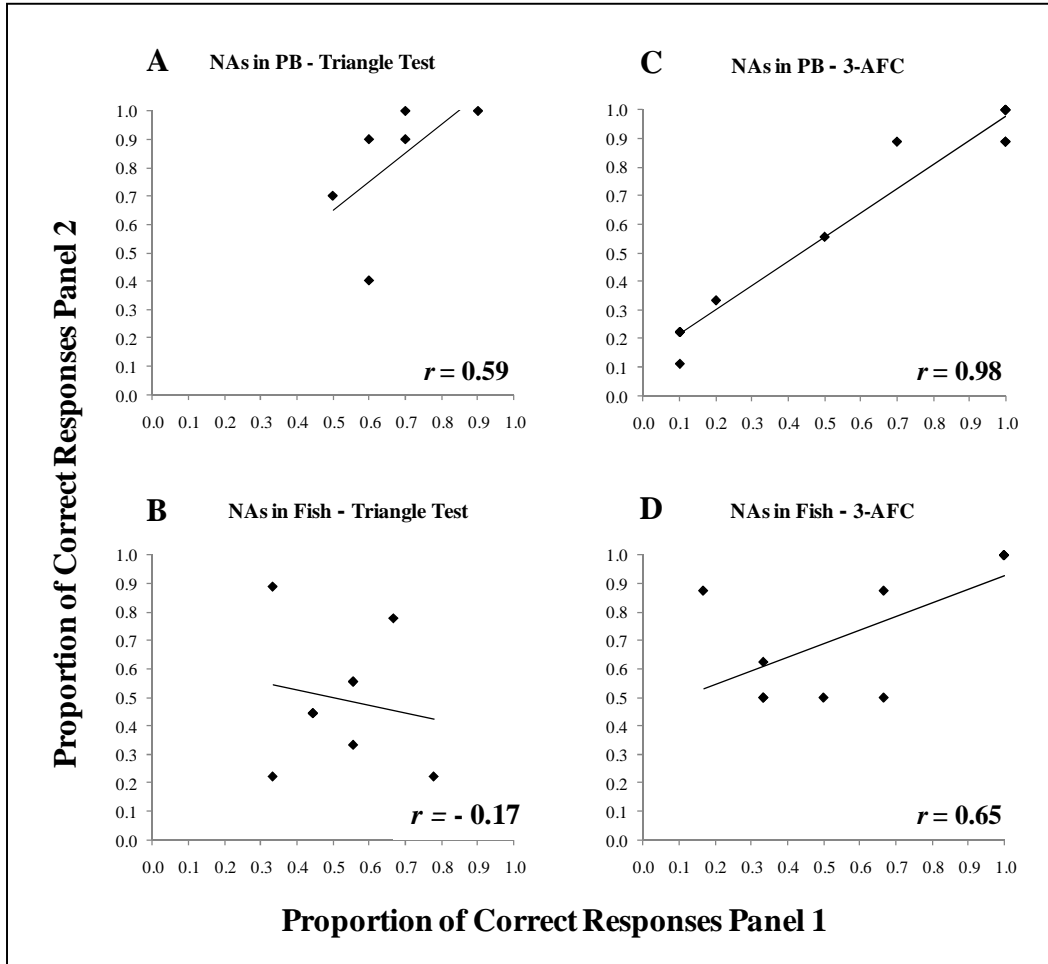 A
NAs in PB - Triangle Test
1.0
0.9
0.8
0.7
0.6
0.5
0.4
0.3
0.2
0.1
0.0
r = 0.59
0.0 0.1 0.2 0.3 0.4 0.5 0.6 0.7 0.8 0.9 1.0
C
NAs in PB - 3-AFC
1.0
0.9
0.8
0.7
0.6
0.5
0.4
0.3
0.2
0.1
0.0
r = 0.98
0.0 0.1 0.2 0.3 0.4 0.5 0.6 0.7 0.8 0.9 1.0
Proportion of Correct Responses Panel 2
B
NAs in Fish - Triangle Test
1.0
0.9
0.8
0.7
0.6
0.5
0.4
0.3
0.2
0.1
0.0
r = - 0.17
0.0 0.1 0.2 0.3 0.4 0.5 0.6 0.7 0.8 0.9 1.0
D
NAs in Fish - 3-AFC
1.0
0.9
0.8
0.7
0.6
0.5
0.4
0.3
0.2
0.1
0.0
r = 0.65
0.0 0.1 0.2 0.3 0.4 0.5 0.6 0.7 0.8 0.9 1.0
Proportion of Correct Responses Panel 1